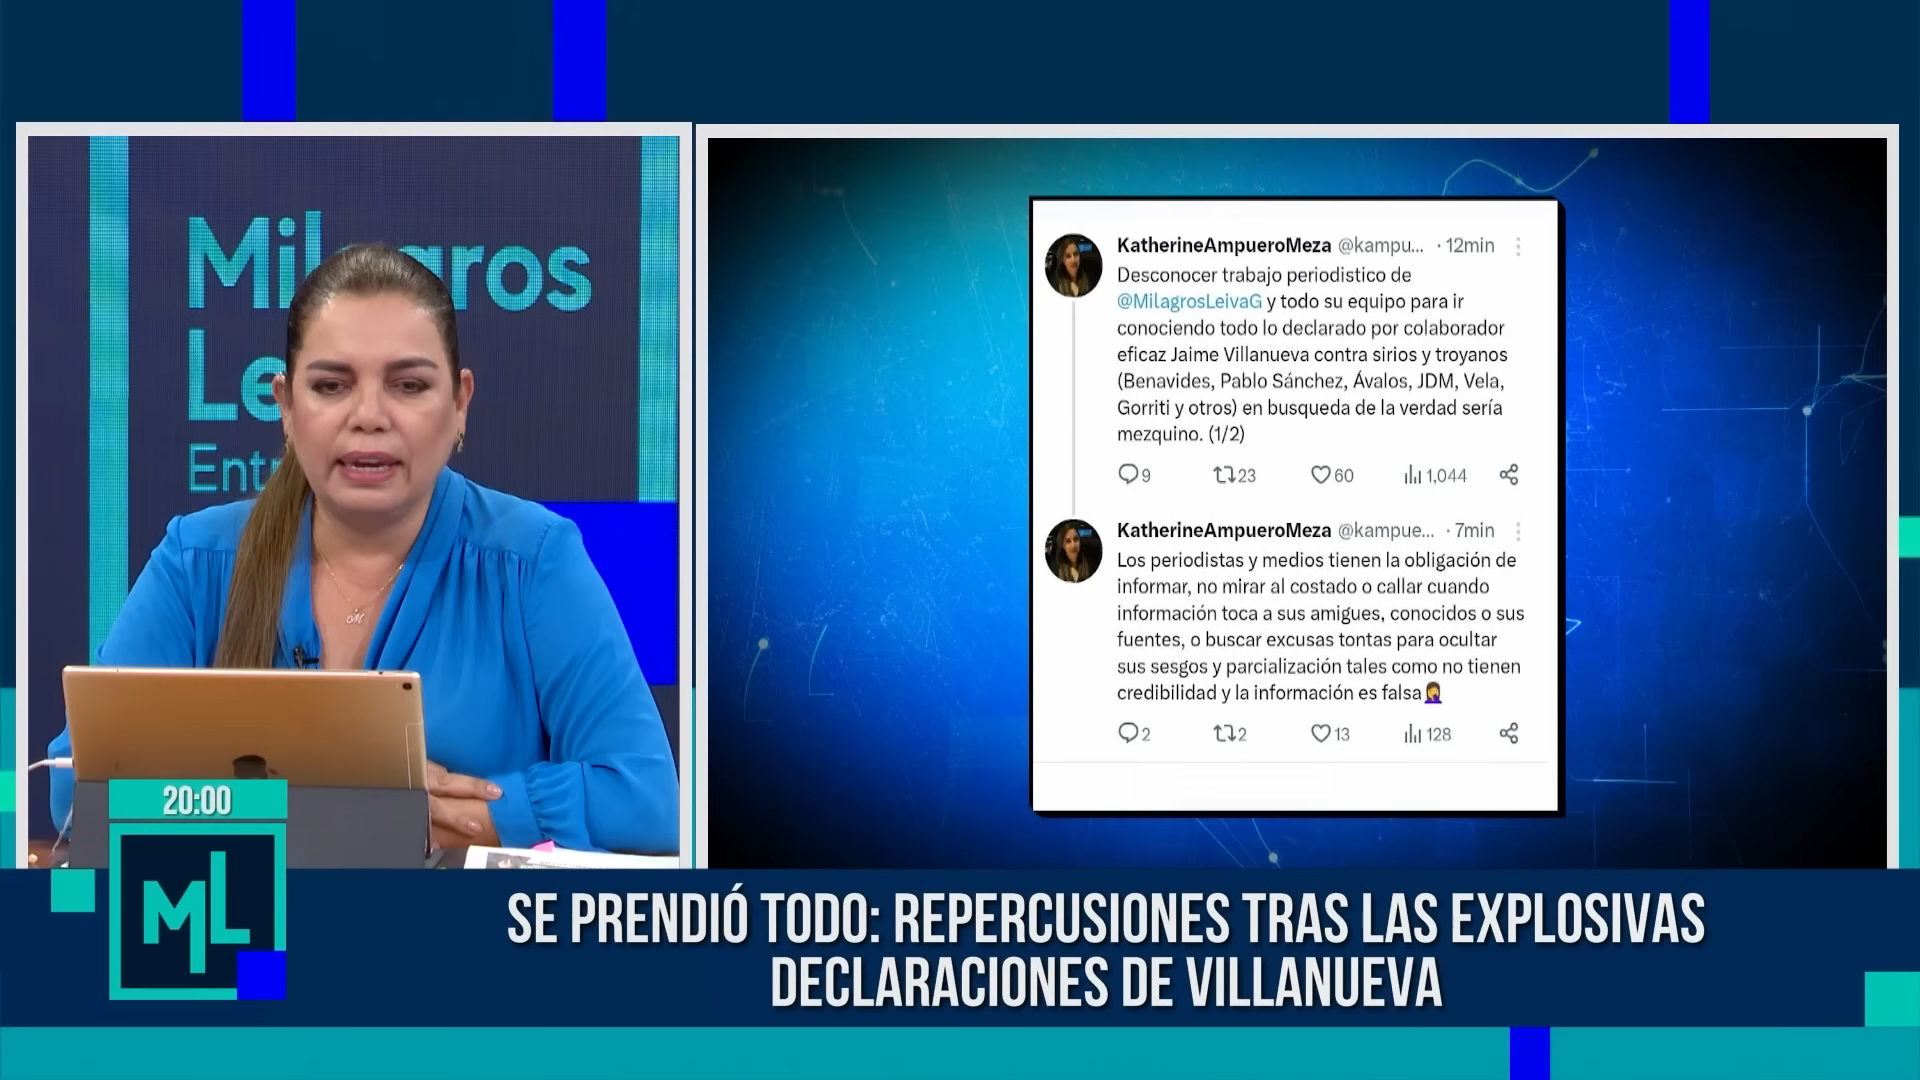 Milagros
Le
Entr
KatherineAmpueroMeza @kampu... · 12min
Desconocer trabajo periodistico de
@MilagrosLeivaG y todo su equipo para ir
conociendo todo lo declarado por colaborador
eficaz Jaime Villanueva contra sirios y troyanos
(Benavides, Pablo Sánchez, Ávalos, JDM, Vela,
Gorriti y otros) en busqueda de la verdad sería
mezquino. (1/2)
9 23 60 1,044
KatherineAmpueroMeza @kampue... · 7min
Los periodistas y medios tienen la obligación de
informar, no mirar al costado o callar cuando
información toca a sus amigues, conocidos o sus
fuentes, o buscar excusas tontas para ocultar
sus sesgos y parcialización tales como no tienen
credibilidad y la información es falsa🤦‍♀️
2 2 13 128
20:00
ML
SE PRENDIÓ TODO: REPERCUSIONES TRAS LAS EXPLOSIVAS
DECLARACIONES DE VILLANUEVA